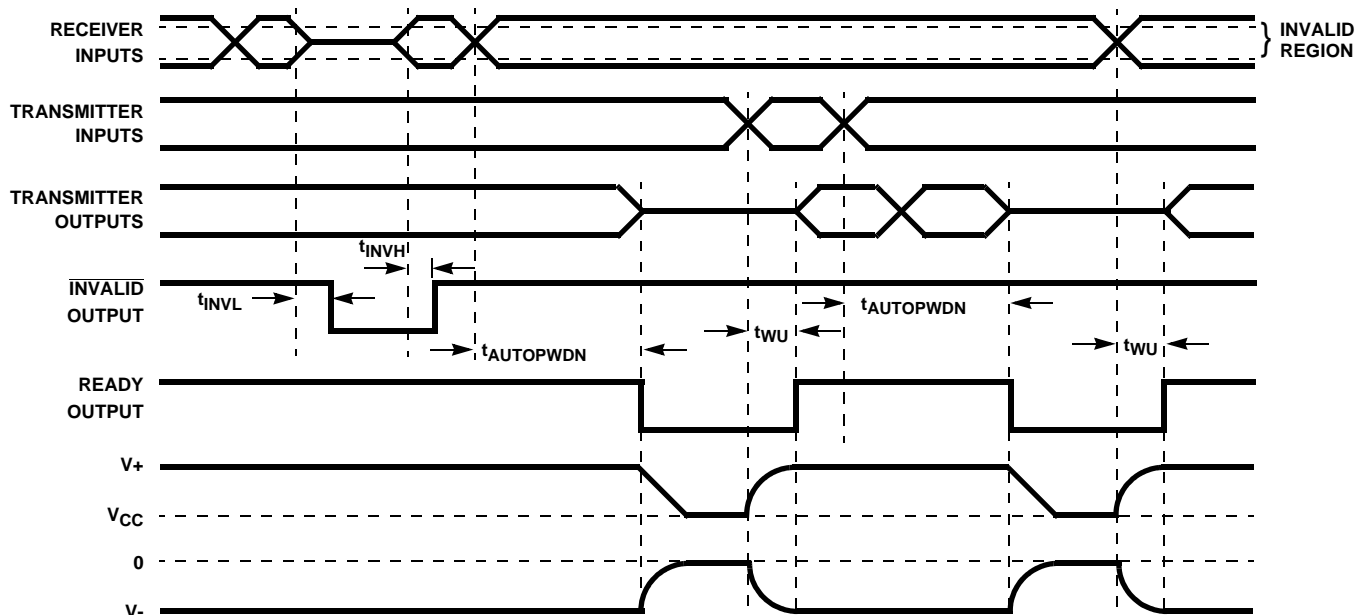 RECEIVER
INPUTS
} INVALID
REGION
TRANSMITTER
INPUTS
TRANSMITTER
OUTPUTS
tINVH
INVALID
OUTPUT
tINVL
tAUTOPWDN
tWU
tAUTOPWDN
tWU
READY
OUTPUT
V+
VCC
0
V-